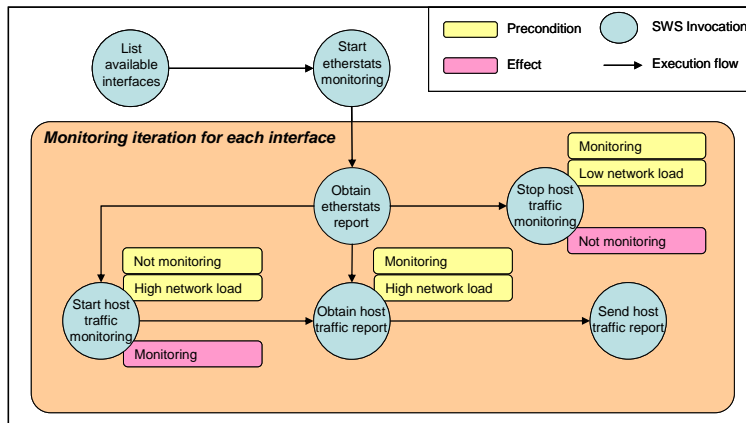 List
available
interfaces
Start
etherstats
monitoring
Precondition
SWS Invocation
Effect
Execution flow
Monitoring iteration for each interface
Obtain
etherstats
report
Stop host
traffic
monitoring
Monitoring
Low network load
Not monitoring
Not monitoring
High network load
Start host
traffic
monitoring
Monitoring
Monitoring
High network load
Obtain host
traffic report
Send host
traffic report